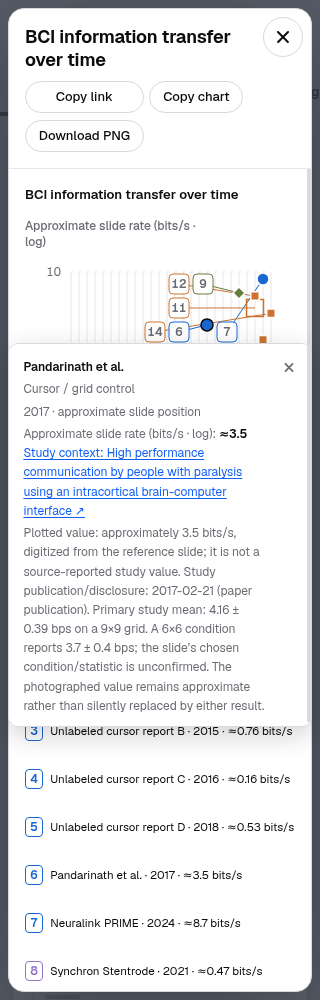 BCI information transfer
over time
Copy link
Copy chart
Download PNG
BCI information transfer over time
Approximate slide rate (bits/s ·
log)
10
12
9
11
14
6
7
Pandarinath et al.
Cursor / grid control
2017 · approximate slide position
Approximate slide rate (bits/s · log): ≈3.5
Study context: High performance
communication by people with paralysis
using an intracortical brain-computer
interface ↗
Plotted value: approximately 3.5 bits/s,
digitized from the reference slide; it is not a
source-reported study value. Study
publication/disclosure: 2017-02-21 (paper
publication). Primary study mean: 4.16 ±
0.39 bps on a 9×9 grid. A 6×6 condition
reports 3.7 ± 0.4 bps; the slide's chosen
condition/statistic is unconfirmed. The
photographed value remains approximate
rather than silently replaced by either result.
3 Unlabeled cursor report B · 2015 · ≈0.76 bits/s
4 Unlabeled cursor report C · 2016 · ≈0.16 bits/s
5 Unlabeled cursor report D · 2018 · ≈0.53 bits/s
6 Pandarinath et al. · 2017 · ≈3.5 bits/s
7 Neuralink PRIME · 2024 · ≈8.7 bits/s
8 Synchron Stentrode · 2021 · ≈0.47 bits/s